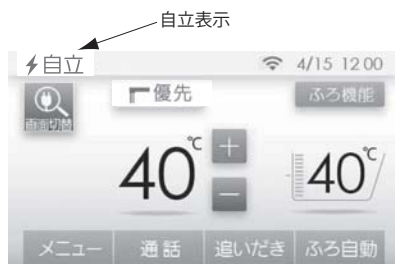 自立表示
自立 4/15 12:00
優先 ふろ機能
画面切替
40℃ + 40℃
−
メニュー 通話 追いだき ふろ自動